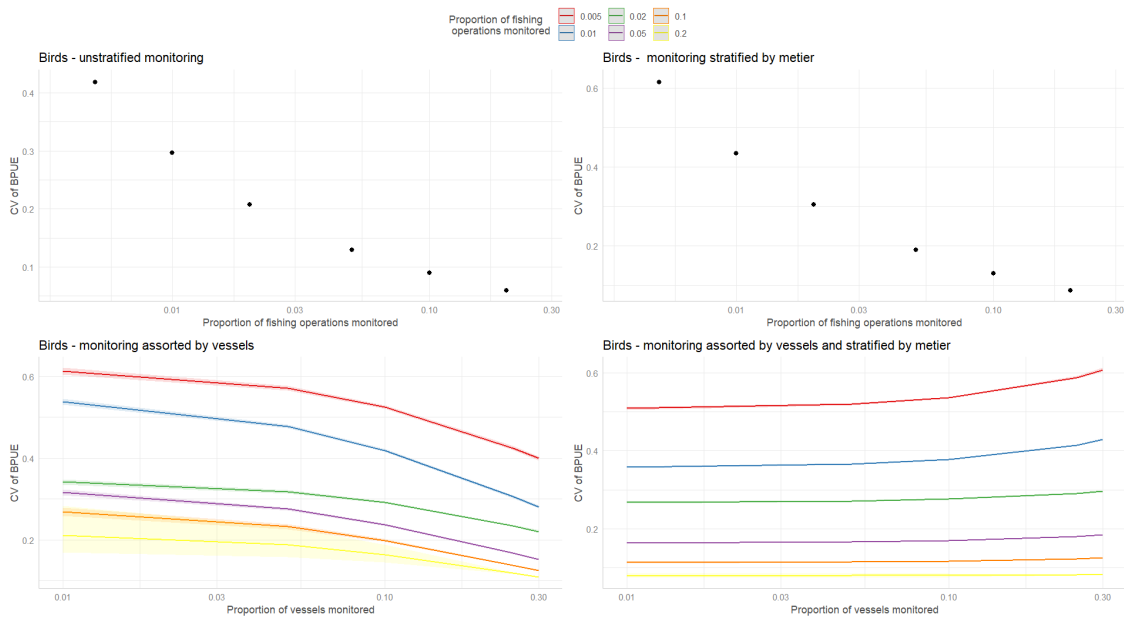 Proportion of fishing
operations monitored
0.005
0.02
0.1
0.01
0.05
0.2
Birds - unstratified monitoring
CV of BPUE
0.4
0.3
0.2
0.1
0.01
0.03
0.10
0.30
Proportion of fishing operations monitored
Birds -  monitoring stratified by metier
CV of BPUE
0.6
0.4
0.2
0.01
0.03
0.10
0.30
Proportion of fishing operations monitored
Birds - monitoring assorted by vessels
CV of BPUE
0.6
0.4
0.2
0.01
0.03
0.10
0.30
Proportion of vessels monitored
Birds - monitoring assorted by vessels and stratified by metier
CV of BPUE
0.6
0.4
0.2
0.01
0.03
0.10
0.30
Proportion of vessels monitored